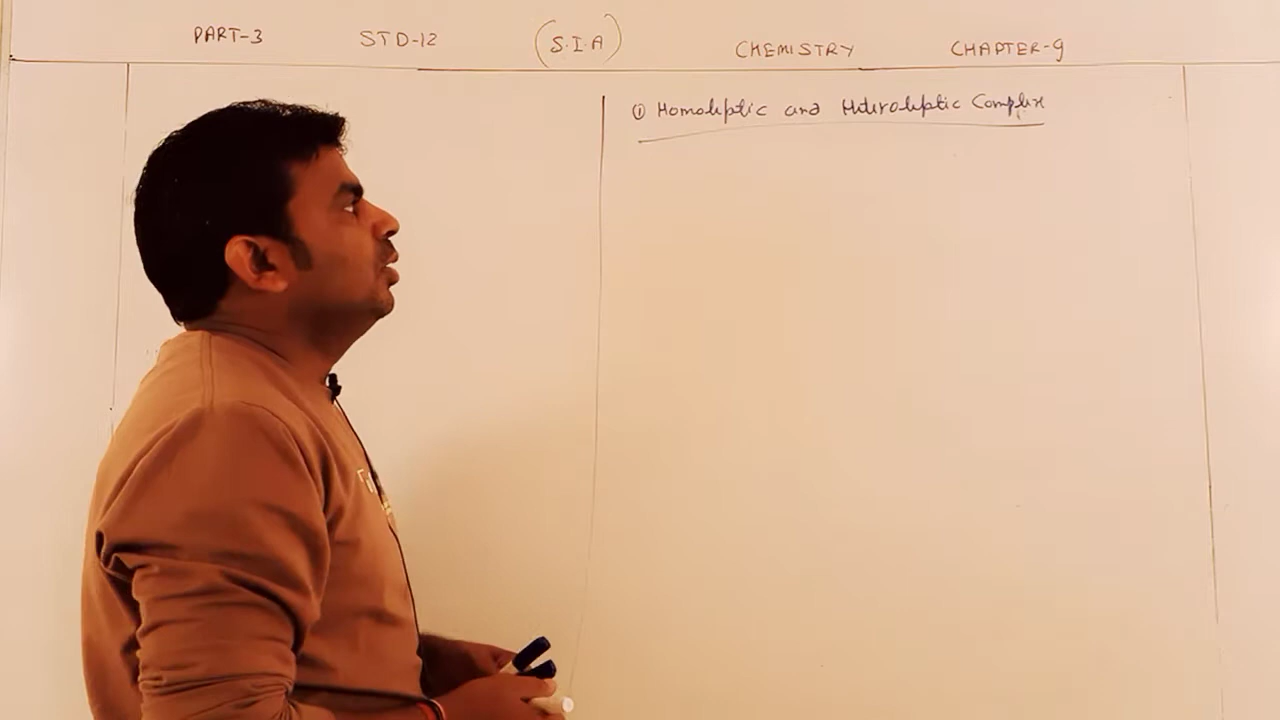 PART-3 STD-12 (S.I.A) CHEMISTRY CHAPTER-9
① Homoleptic and Heteroleptic Complex